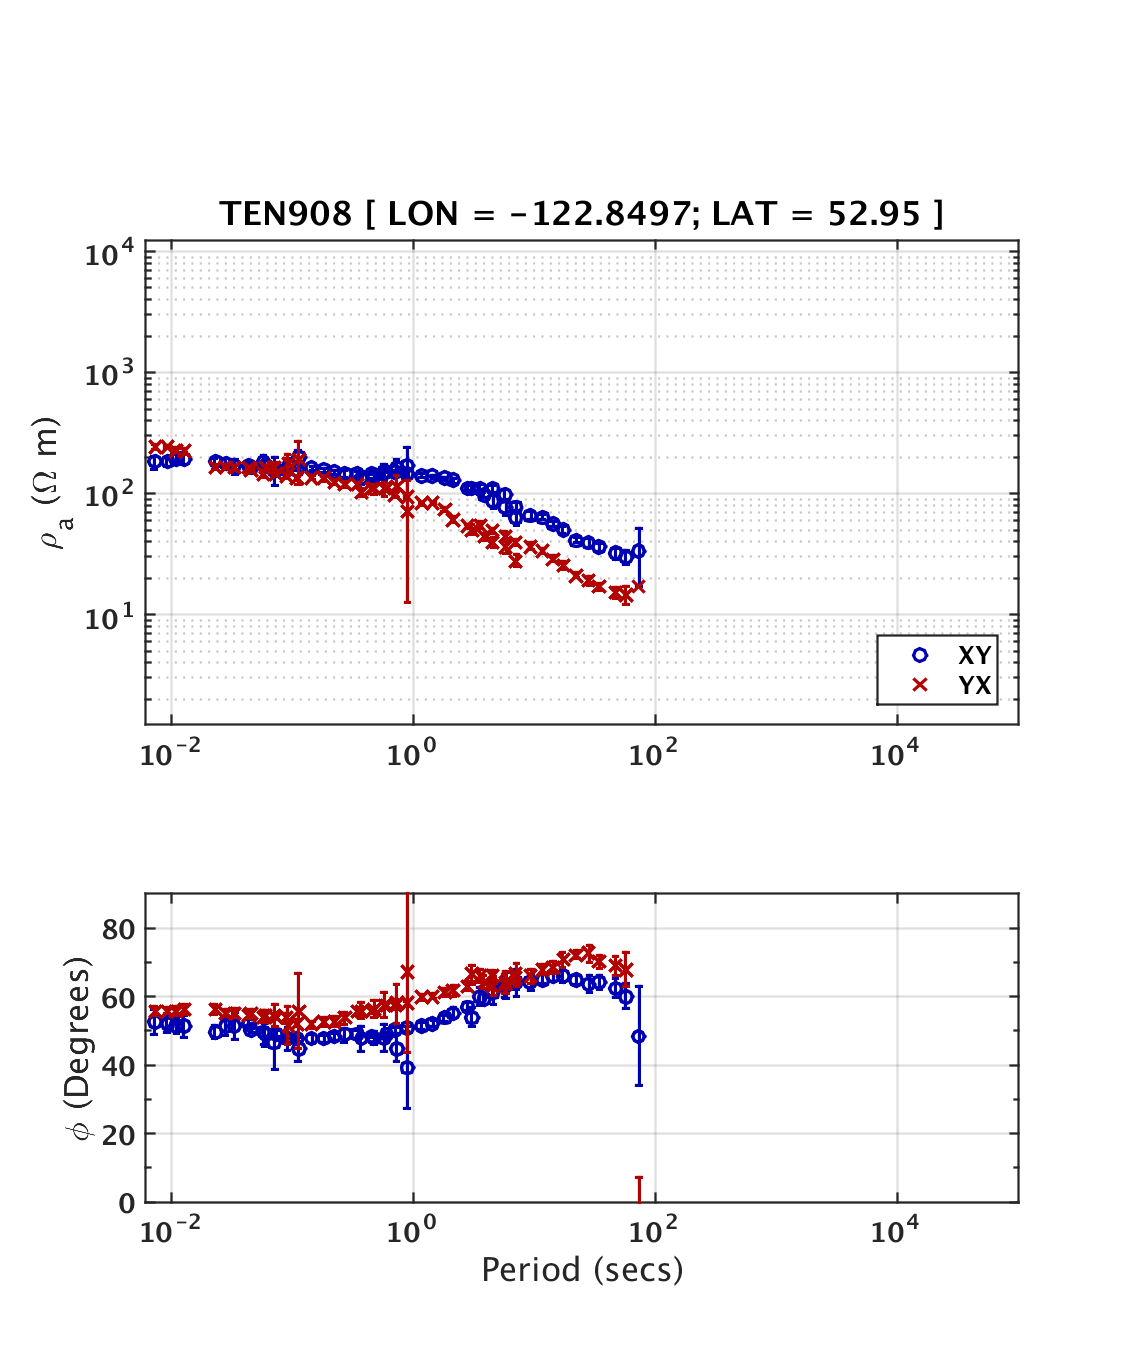 TEN908 [ LON = -122.8497; LAT = 52.95 ]
ρa (Ω m)
10^4
10^3
10^2
10^1
XY
YX
10^-2 10^0 10^2 10^4
ϕ (Degrees)
80
60
40
20
0
10^-2 10^0 10^2 10^4
Period (secs)